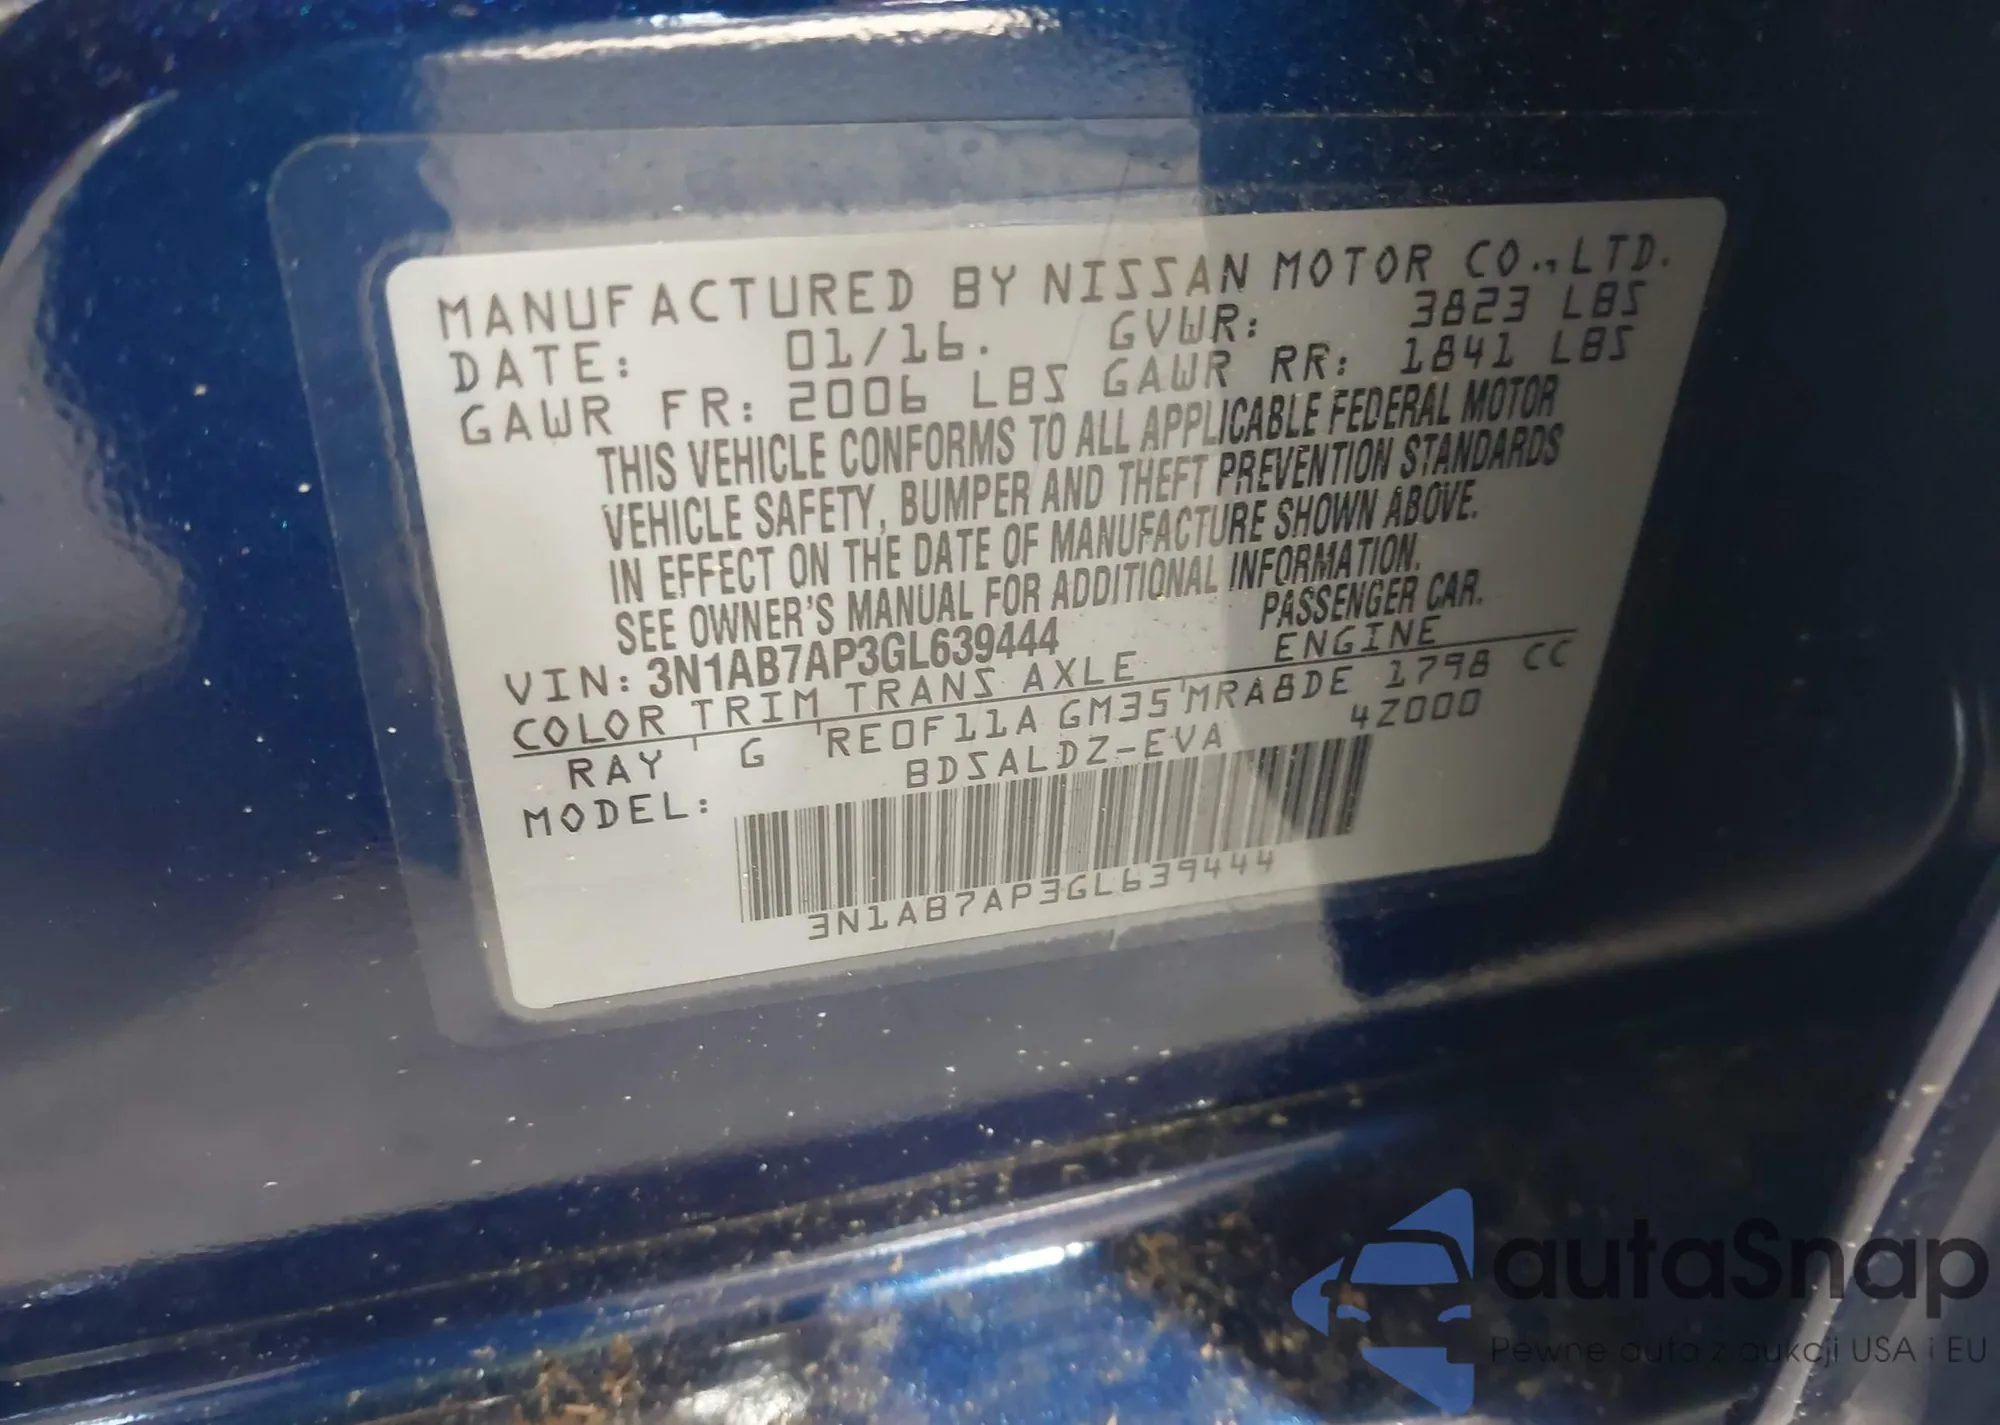 MANUFACTURED BY NISSAN MOTOR CO.,LTD.
DATE: 01/16. GVWR: 3823 LBS
GAWR FR: 2006 LBS GAWR RR: 1841 LBS
THIS VEHICLE CONFORMS TO ALL APPLICABLE FEDERAL MOTOR
VEHICLE SAFETY, BUMPER AND THEFT PREVENTION STANDARDS
IN EFFECT ON THE DATE OF MANUFACTURE SHOWN ABOVE.
SEE OWNER'S MANUAL FOR ADDITIONAL INFORMATION.
PASSENGER CAR.
VIN: 3N1AB7AP3GL639444
COLOR TRIM TRANS AXLE ENGINE
RAY G RE0F11A GM35 MRA8DE 1798 CC
MODEL: BDSALDZ-EVA 4Z000
3N1AB7AP3GL639444
autaSnap
Pewne auta z aukcji USA i EU